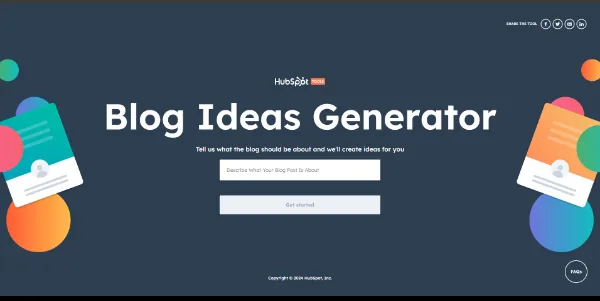 SHARE THE TOOL
HubSpot TOOLS
Blog Ideas Generator
Tell us what the blog should be about and we'll create ideas for you
Describe What Your Blog Post Is About
Get started
Copyright © 2024 HubSpot, Inc.
FAQs